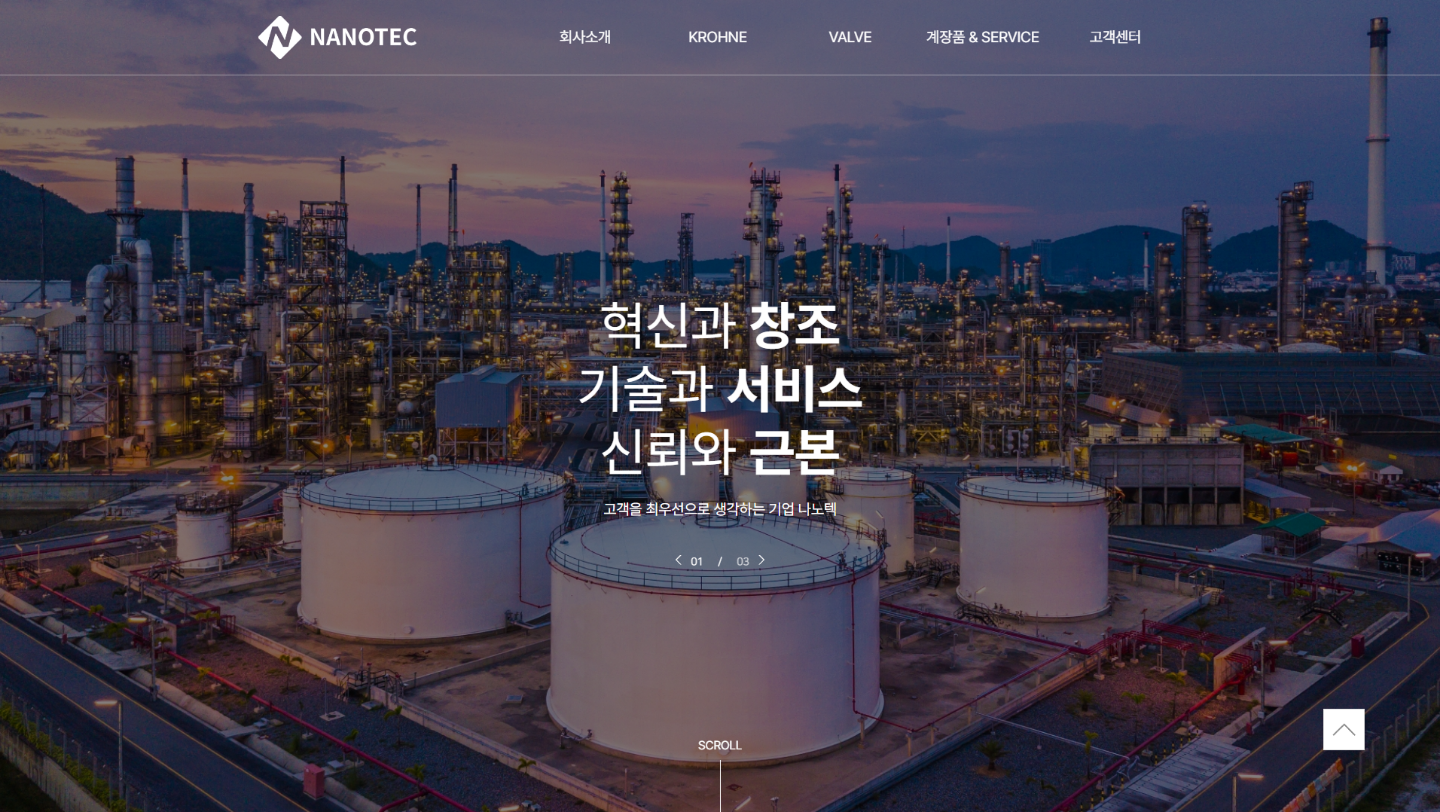 NANOTEC
회사소개
KROHNE
VALVE
계장품 & SERVICE
고객센터
혁신과 창조
기술과 서비스
신뢰와 근본
고객을 최우선으로 생각하는 기업 나노텍
01 / 03
SCROLL